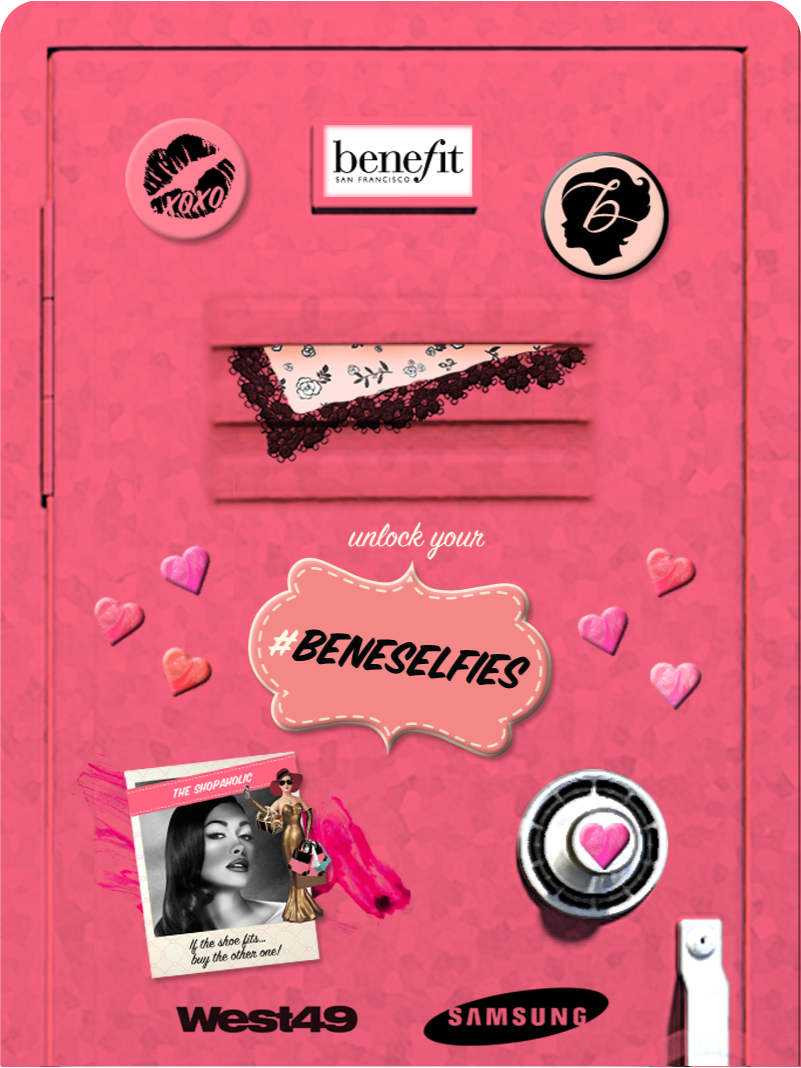 XOXO
benefit
SAN FRANCISCO
b
unlock your
#BENESELFIES
THE SHOPAHOLIC
If the shoe fits...
buy the other one!
West49
SAMSUNG